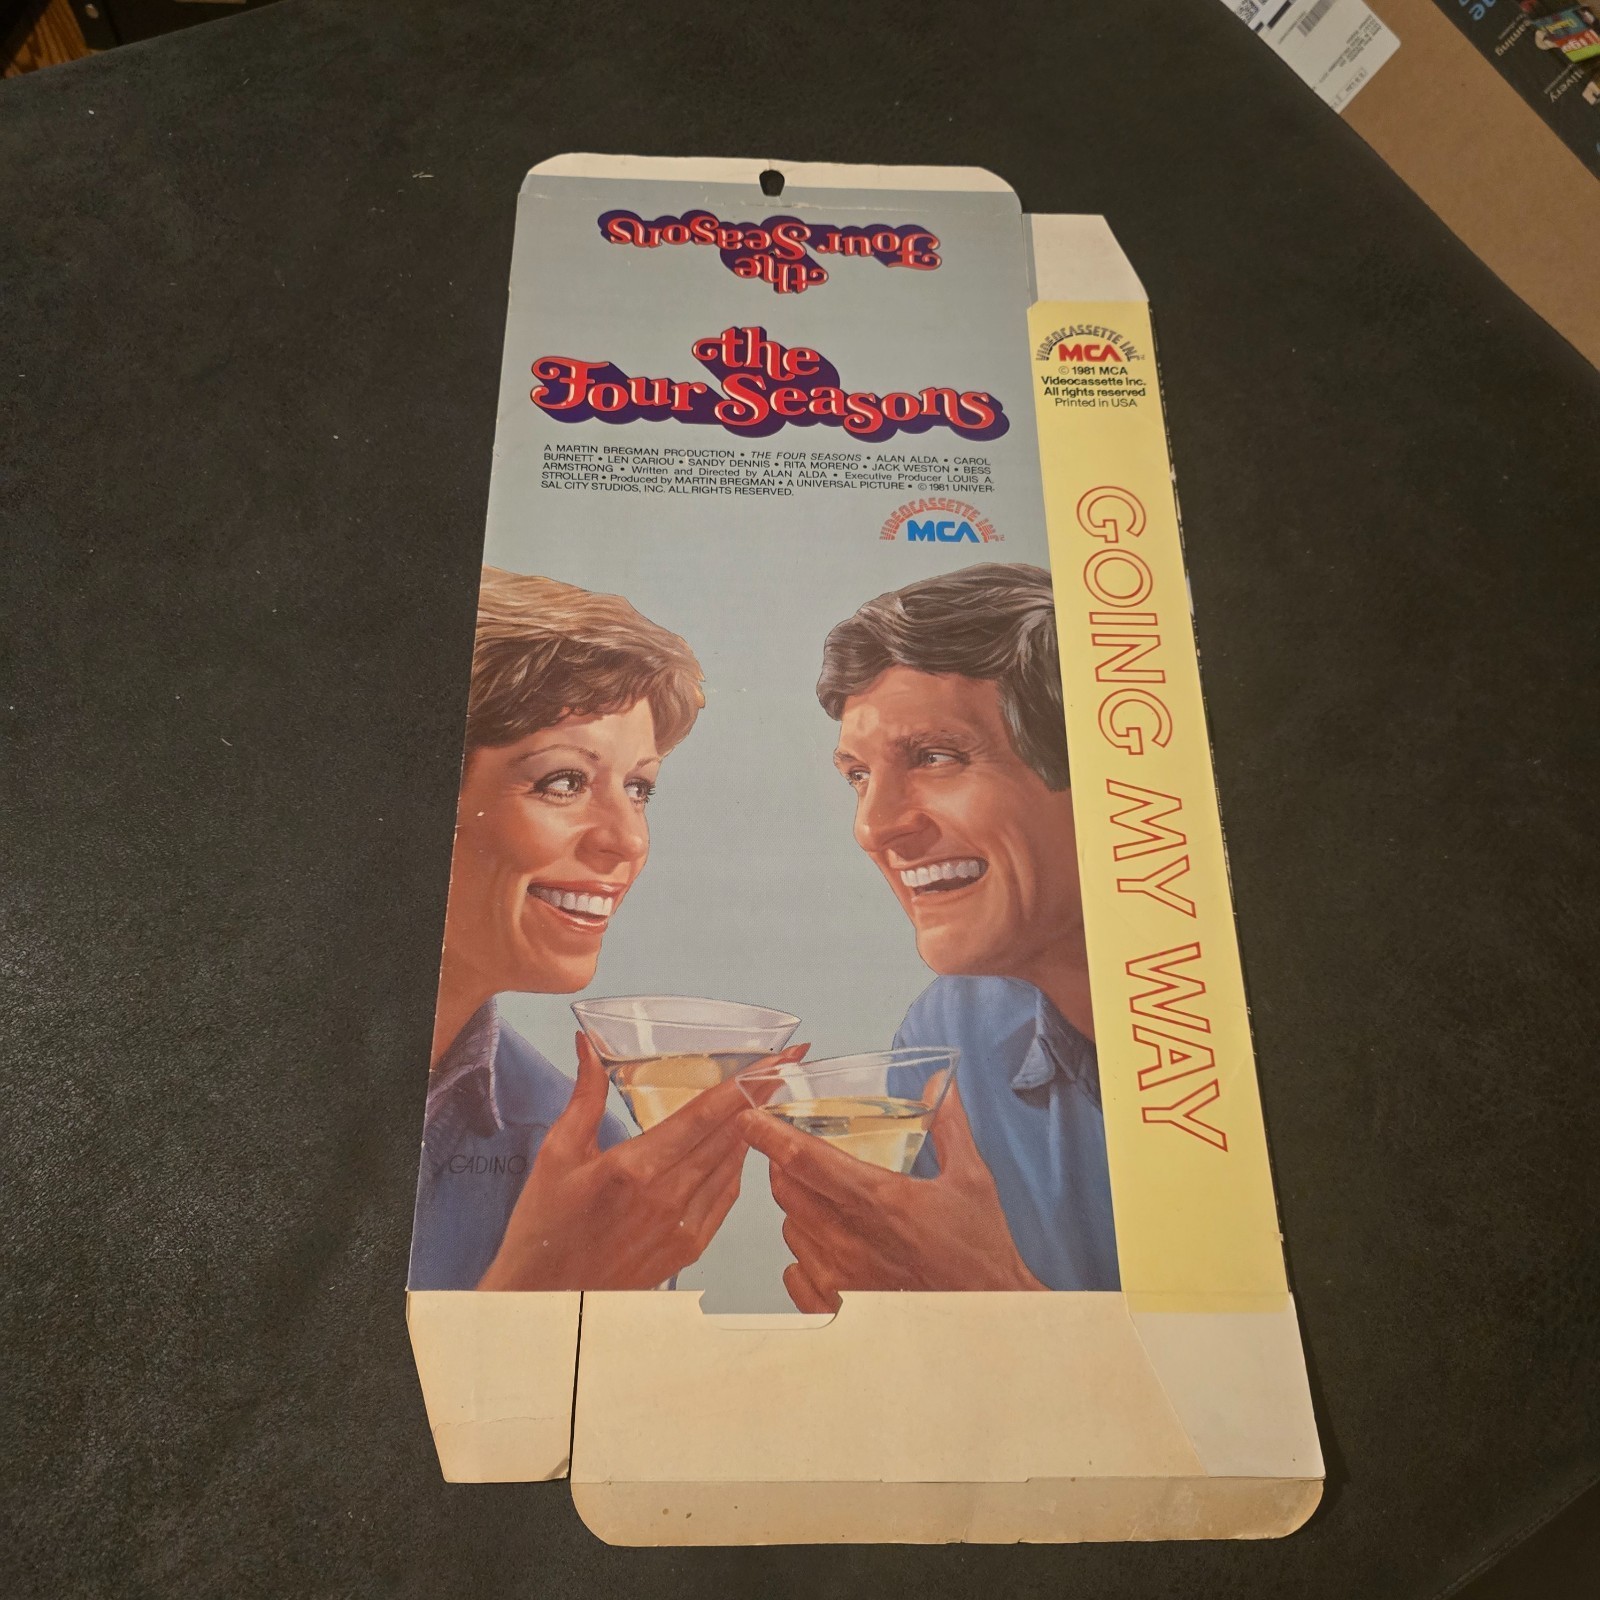 the
Four Seasons
the
Four Seasons
A MARTIN BREGMAN PRODUCTION • THE FOUR SEASONS • ALAN ALDA • CAROL
BURNETT • LEN CARIOU • SANDY DENNIS • RITA MORENO • JACK WESTON • BESS
ARMSTRONG • Written and Directed by ALAN ALDA • Executive Producer LOUIS A.
STROLLER • Produced by MARTIN BREGMAN • A UNIVERSAL PICTURE • © 1981 UNIVER-
SAL CITY STUDIOS, INC. ALL RIGHTS RESERVED.
VIDEOCASSETTE INC.
MCA
GADINO
VIDEOCASSETTE INC.
MCA
© 1981 MCA
Videocassette Inc.
All rights reserved
Printed in USA
GOING MY WAY